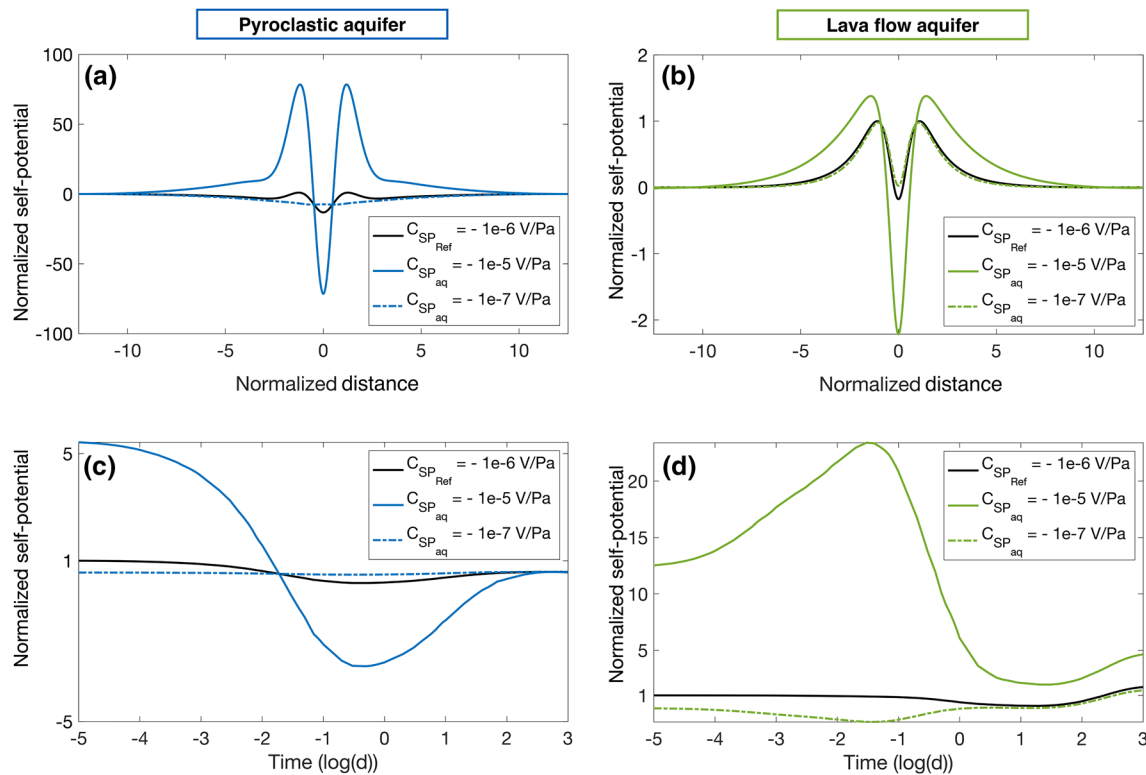 Pyroclastic aquifer
Lava flow aquifer
(a)
100
50
0
-50
-100
-10
-5
0
5
10
Normalized self-potential
Normalized distance
C_SP_Ref = - 1e-6 V/Pa
C_SP_aq = - 1e-5 V/Pa
C_SP_aq = - 1e-7 V/Pa
(b)
2
1
0
-1
-2
-10
-5
0
5
10
Normalized self-potential
Normalized distance
C_SP_Ref = - 1e-6 V/Pa
C_SP_aq = - 1e-5 V/Pa
C_SP_aq = - 1e-7 V/Pa
(c)
5
1
-5
-5
-4
-3
-2
-1
0
1
2
3
Normalized self-potential
Time (log(d))
C_SP_Ref = - 1e-6 V/Pa
C_SP_aq = - 1e-5 V/Pa
C_SP_aq = - 1e-7 V/Pa
(d)
20
15
10
5
1
-5
-4
-3
-2
-1
0
1
2
3
Normalized self-potential
Time (log(d))
C_SP_Ref = - 1e-6 V/Pa
C_SP_aq = - 1e-5 V/Pa
C_SP_aq = - 1e-7 V/Pa